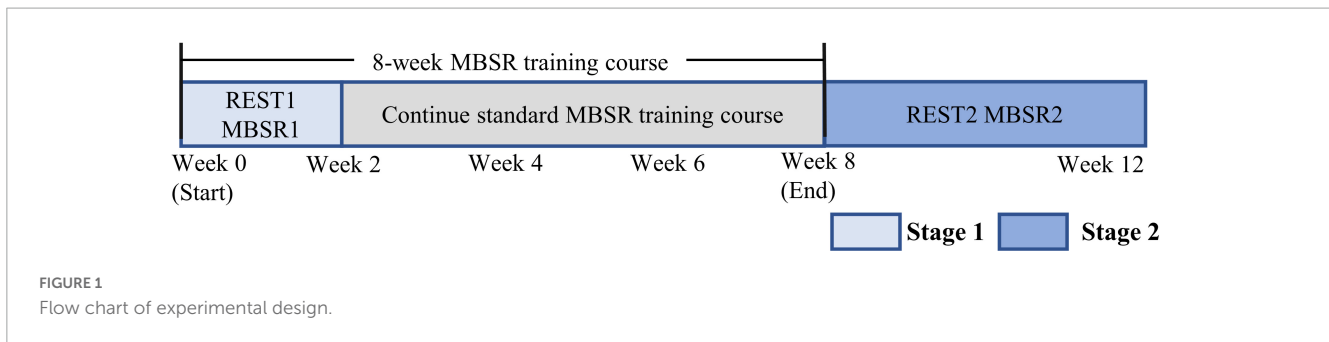 8-week MBSR training course
REST1
MBSR1
Continue standard MBSR training course
REST2 MBSR2
Week 0
(Start)
Week 2
Week 4
Week 6
Week 8
(End)
Week 12
Stage 1
Stage 2
FIGURE 1
Flow chart of experimental design.